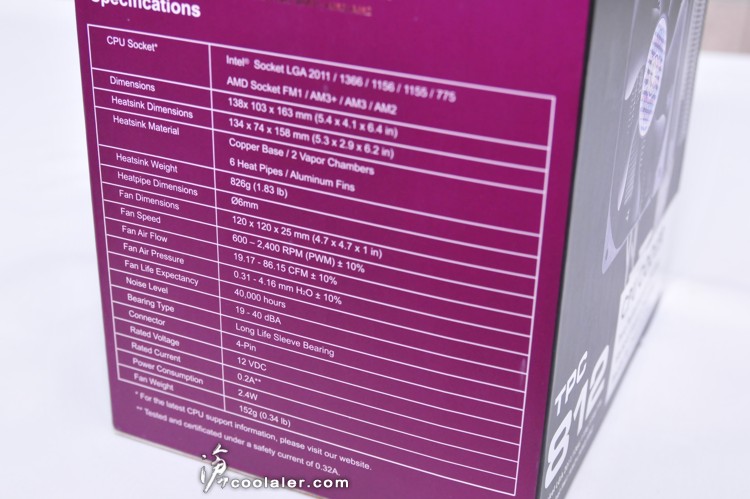 Specifications
CPU Socket* Intel® Socket LGA 2011 / 1366 / 1156 / 1155 / 775
AMD Socket FM1 / AM3+ / AM3 / AM2
Dimensions 138x 103 x 163 mm (5.4 x 4.1 x 6.4 in)
Heatsink Dimensions 134 x 74 x 158 mm (5.3 x 2.9 x 6.2 in)
Heatsink Material Copper Base / 2 Vapor Chambers
6 Heat Pipes / Aluminum Fins
Heatsink Weight 826g (1.83 lb)
Heatpipe Dimensions Ø6mm
Fan Dimensions 120 x 120 x 25 mm (4.7 x 4.7 x 1 in)
Fan Speed 600 ~ 2,400 RPM (PWM) ± 10%
Fan Air Flow 19.17 - 86.15 CFM ± 10%
Fan Air Pressure 0.31 - 4.16 mm H₂O ± 10%
Fan Life Expectancy 40,000 hours
Noise Level 19 - 40 dBA
Bearing Type Long Life Sleeve Bearing
Connector 4-Pin
Rated Voltage 12 VDC
Rated Current 0.2A**
Power Consumption 2.4W
Fan Weight 152g (0.34 lb)
* For the latest CPU support information, please visit our website.
** Tested and certificated under a safety current of 0.32A.
TPC
812
滄 coolaler.com